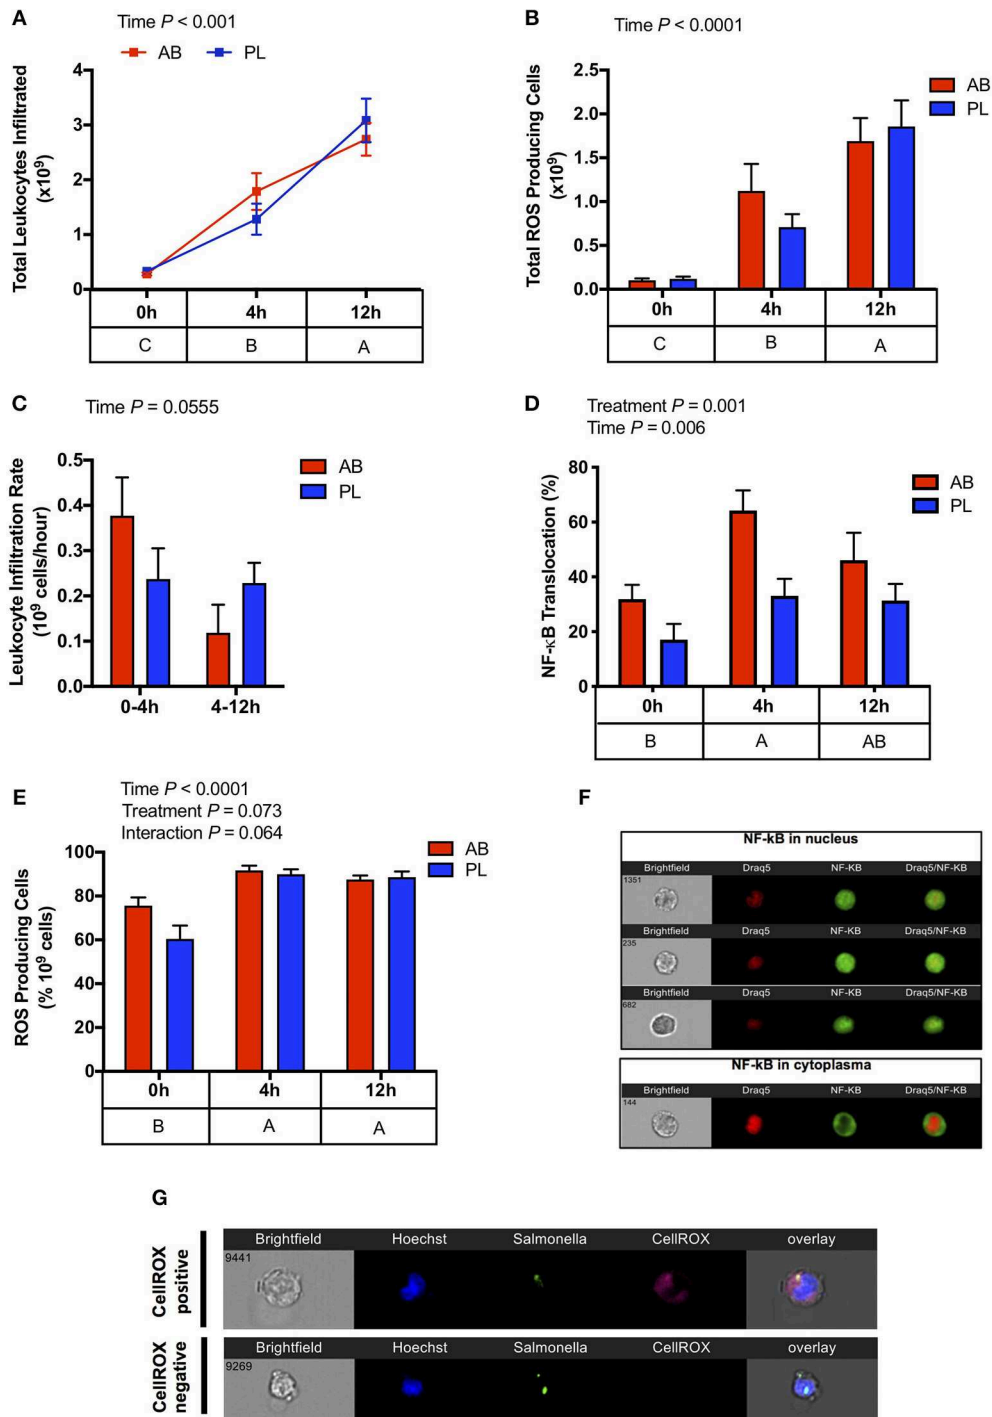 A
Time P < 0.001
AB PL
Total Leukocytes Infiltrated
(x10⁹)
4
3
2
1
0
0h 4h 12h
C B A
B
Time P < 0.0001
AB
PL
Total ROS Producing Cells
(x10⁹)
2.5
2.0
1.5
1.0
0.5
0.0
0h 4h 12h
C B A
C
Time P = 0.0555
AB
PL
Leukocyte Infiltration Rate
(10⁹ cells/hour)
0.5
0.4
0.3
0.2
0.1
0.0
0-4h 4-12h
D
Treatment P = 0.001
Time P = 0.006
AB
PL
NF-κB Translocation (%)
80
60
40
20
0
0h 4h 12h
B A AB
E
Time P < 0.0001
Treatment P = 0.073
Interaction P = 0.064
AB
PL
ROS Producing Cells
(% 10⁹ cells)
100
80
60
40
20
0
0h 4h 12h
B A A
F
NF-kB in nucleus
Brightfield Draq5 NF-KB Draq5/NF-KB
1351
Brightfield Draq5 NF-KB Draq5/NF-KB
235
Brightfield Draq5 NF-KB Draq5/NF-KB
682
NF-kB in cytoplasma
Brightfield Draq5 NF-KB Draq5/NF-KB
144
G
CellROX
positive
Brightfield Hoechst Salmonella CellROX overlay
9441
CellROX
negative
Brightfield Hoechst Salmonella CellROX overlay
9269